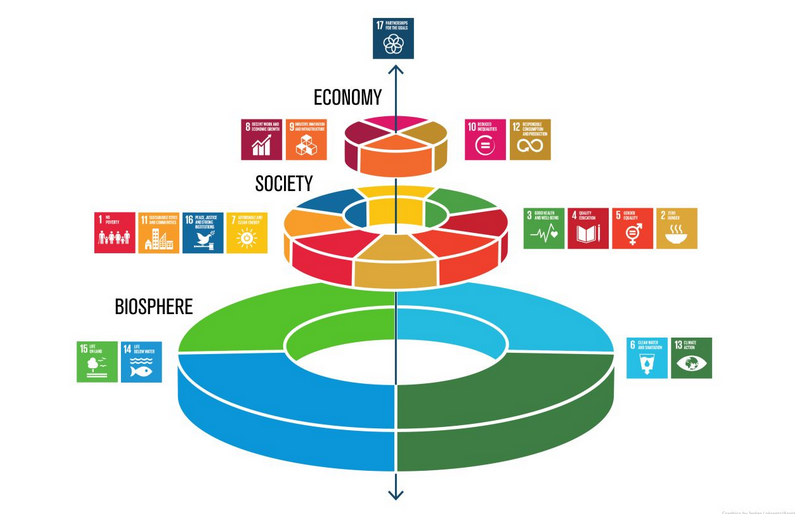 17 PARTNERSHIPS
FOR THE GOALS
ECONOMY
8 DECENT WORK AND
ECONOMIC GROWTH
9 INDUSTRY, INNOVATION
AND INFRASTRUCTURE
10 REDUCED
INEQUALITIES
12 RESPONSIBLE
CONSUMPTION
AND PRODUCTION
SOCIETY
1 NO
POVERTY
11 SUSTAINABLE CITIES
AND COMMUNITIES
16 PEACE, JUSTICE
AND STRONG
INSTITUTIONS
7 AFFORDABLE AND
CLEAN ENERGY
3 GOOD HEALTH
AND WELL-BEING
4 QUALITY
EDUCATION
5 GENDER
EQUALITY
2 ZERO
HUNGER
BIOSPHERE
15 LIFE
ON LAND
14 LIFE
BELOW WATER
6 CLEAN WATER
AND SANITATION
13 CLIMATE
ACTION